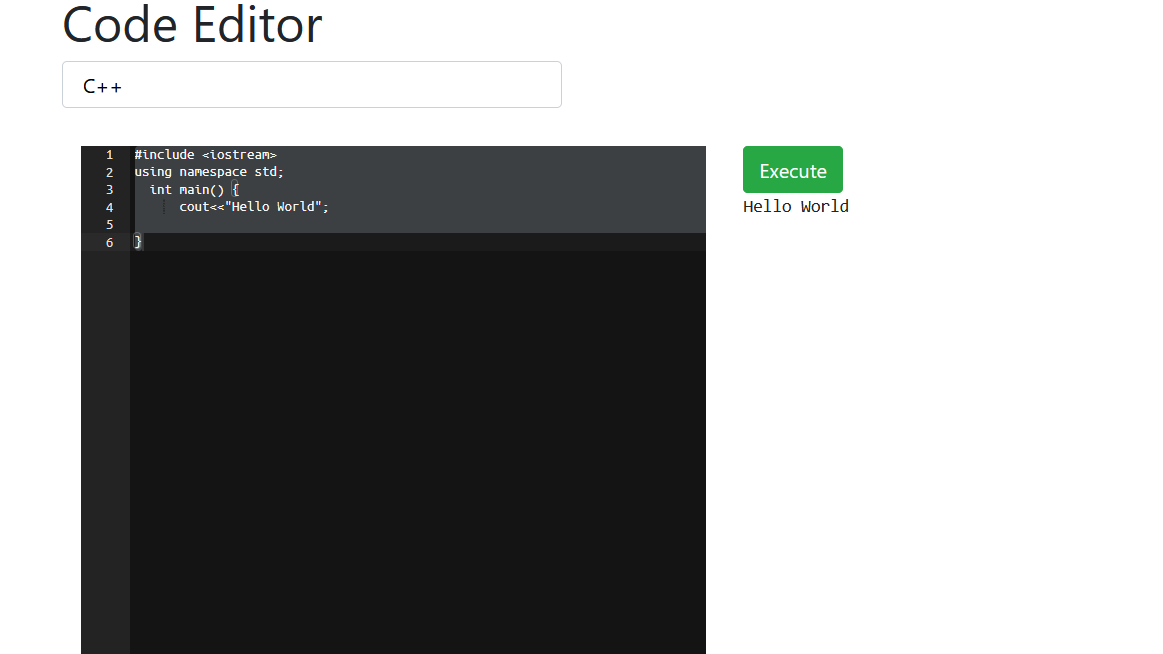 Code Editor
C++
1 #include <iostream>
2 using namespace std;
3   int main() {
4       cout<<"Hello World";
5
6 }
Execute
Hello World